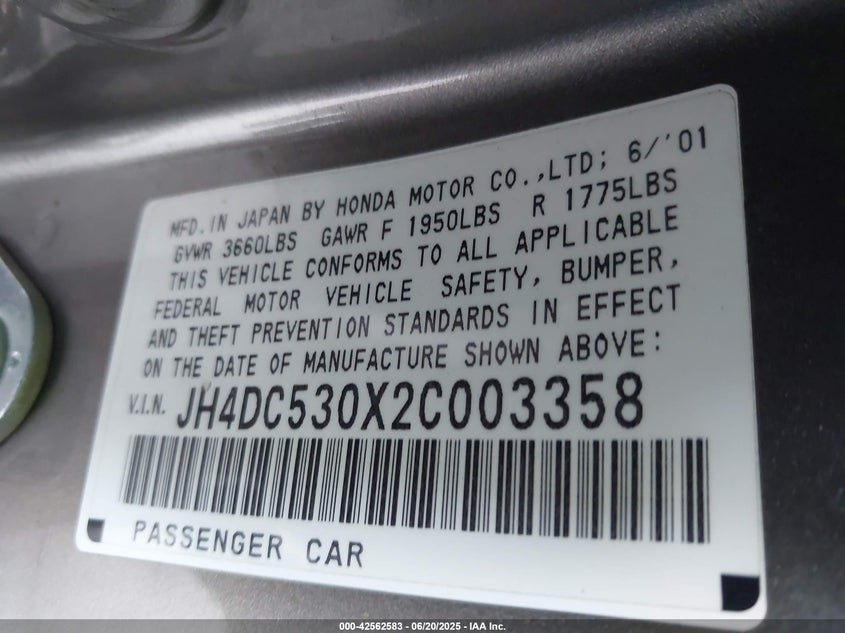 MFD.IN JAPAN BY HONDA MOTOR CO.,LTD; 6/'01
GVWR 3660LBS GAWR F 1950LBS R 1775LBS
THIS VEHICLE CONFORMS TO ALL APPLICABLE
FEDERAL MOTOR VEHICLE SAFETY, BUMPER,
AND THEFT PREVENTION STANDARDS IN EFFECT
ON THE DATE OF MANUFACTURE SHOWN ABOVE:
V.I.N. JH4DC530X2C003358
PASSENGER CAR
000-42562583 / 06/20/2025 - IAA Inc.